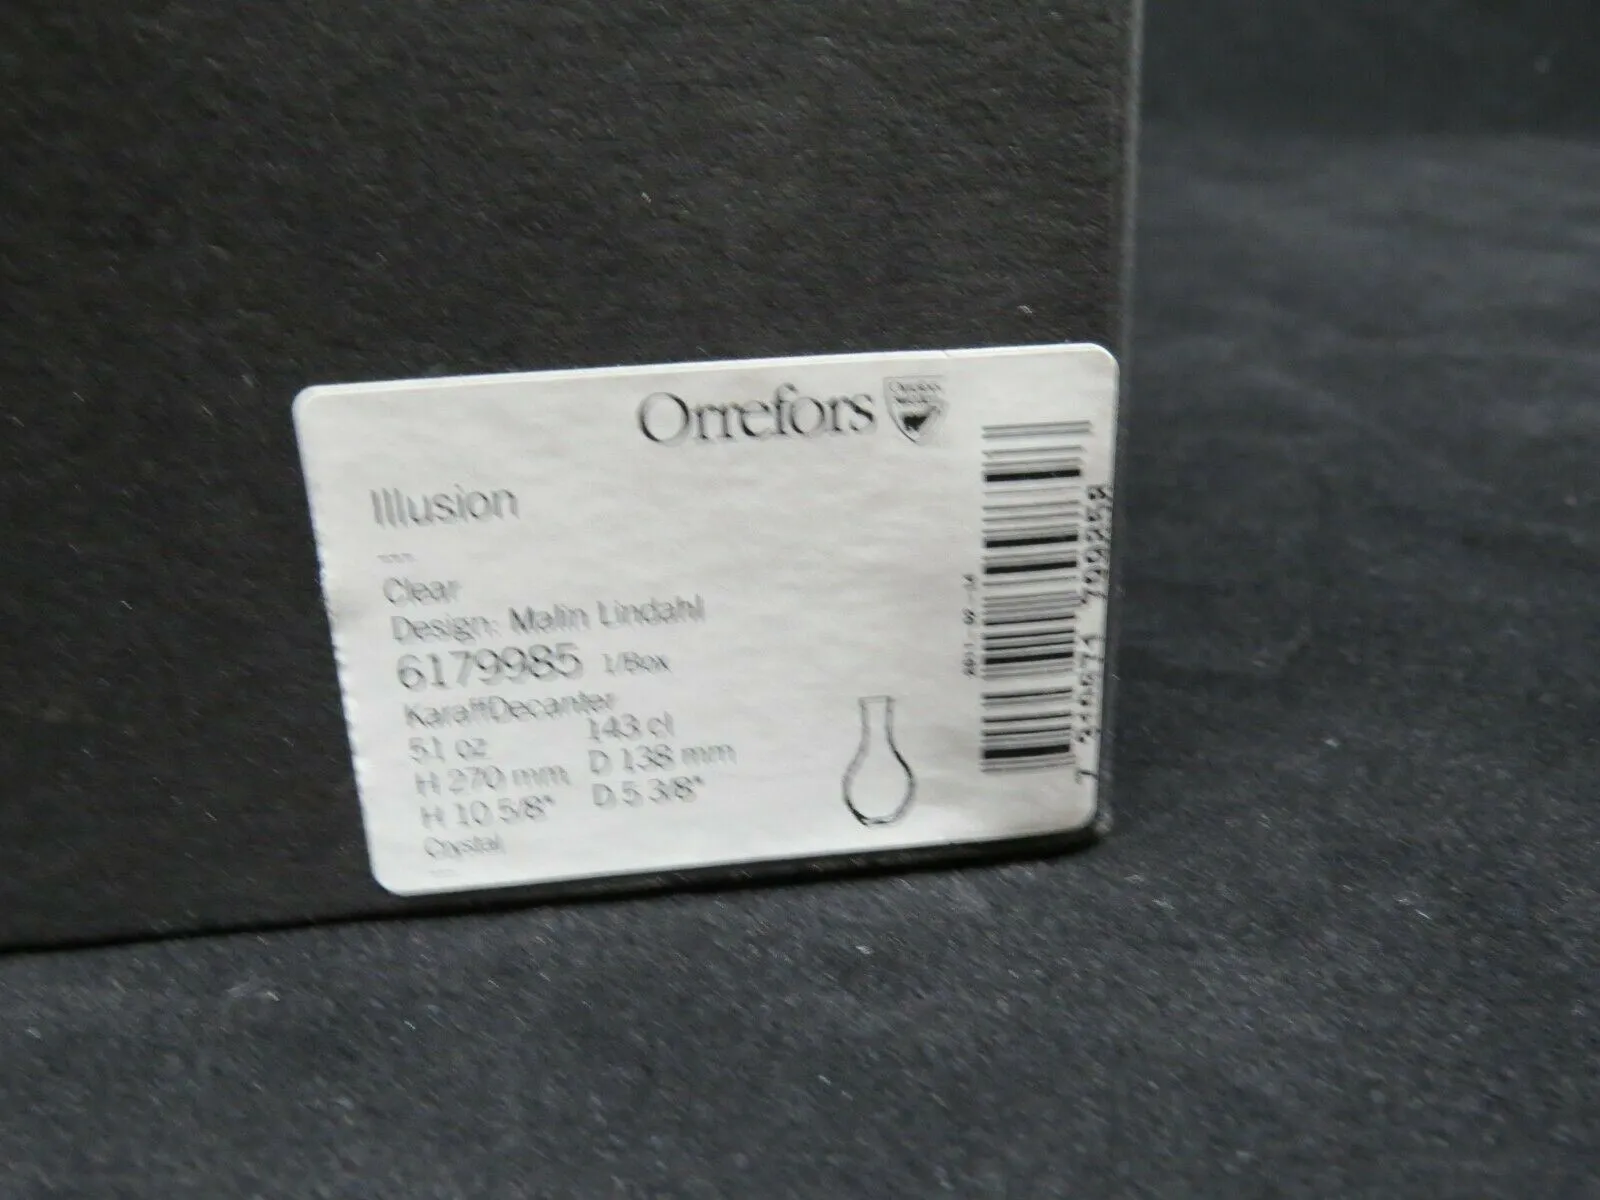 Orrefors
Illusion
Clear
Design: Malin Lindahl
6179985 1/Box
Karaff/Decanter
51 oz 143 cl
H 270 mm D 138 mm
H 10 5/8" D 5 3/8"
Crystal